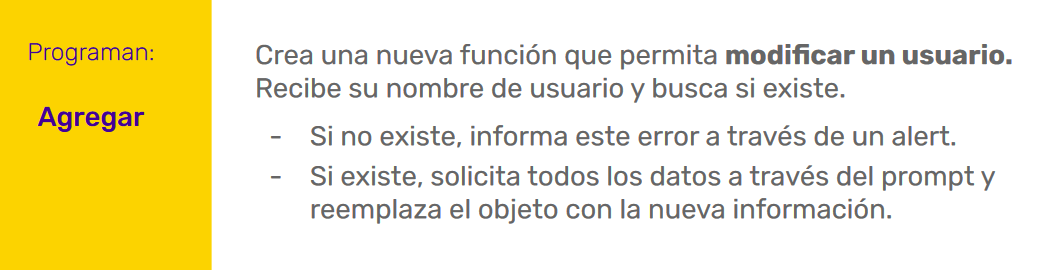 Programan:
Agregar
Crea una nueva función que permita modificar un usuario.
Recibe su nombre de usuario y busca si existe.
- Si no existe, informa este error a través de un alert.
- Si existe, solicita todos los datos a través del prompt y
reemplaza el objeto con la nueva información.